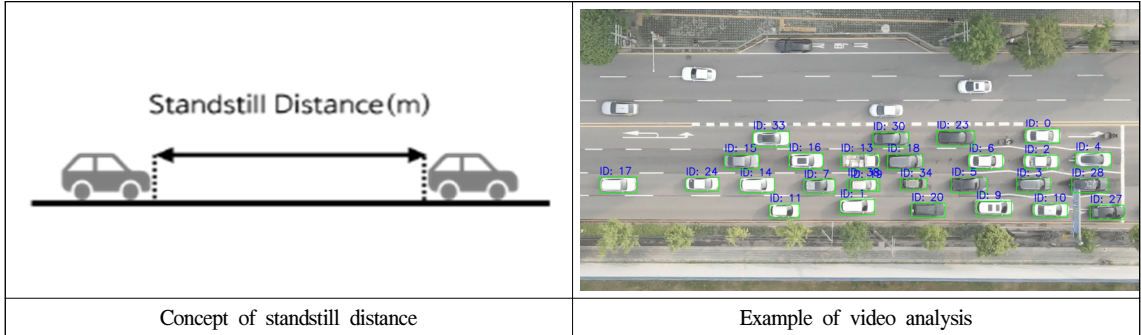 Standstill Distance(m)
ID: 33
ID: 30
ID: 23
ID: 0
ID: 15
ID: 16
ID: 13
ID: 18
ID: 6
ID: 2
ID: 4
ID: 17
ID: 24
ID: 14
ID: 7
ID: 34
ID: 5
ID: 3
ID: 28
ID: 11
ID: 1
ID: 20
ID: 9
ID: 10
ID: 27
Concept of standstill distance
Example of video analysis